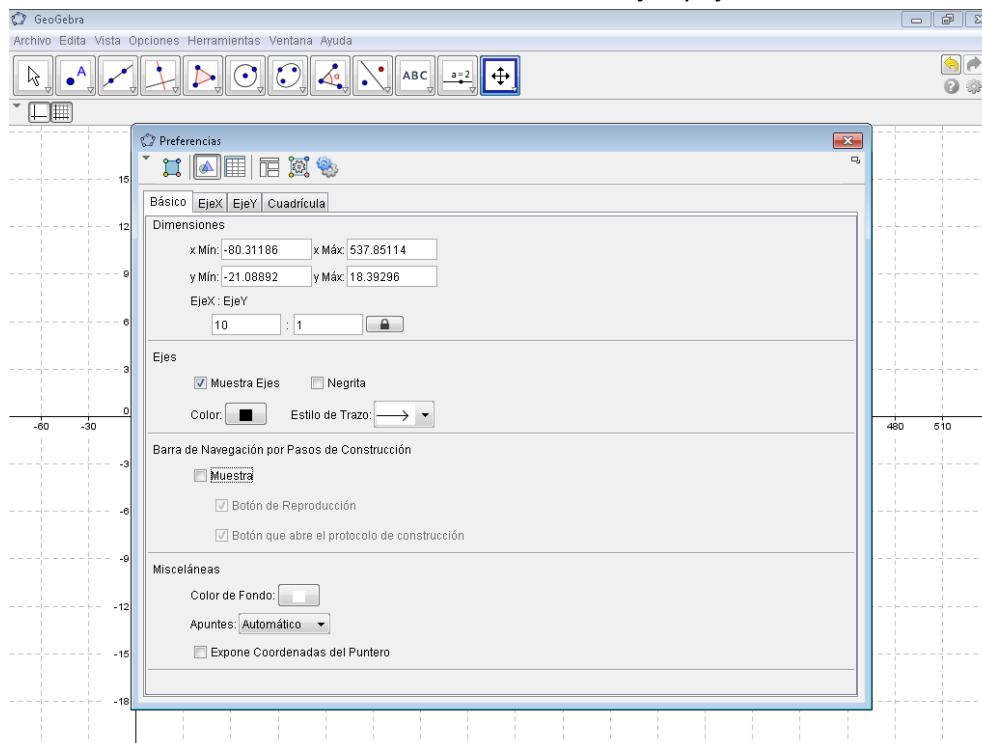 GeoGebra
Archivo Edita Vista Opciones Herramientas Ventana Ayuda
A
α
ABC
a=2
Preferencias
Básico EjeX EjeY Cuadrícula
Dimensiones
x Mín: -80.31186 x Máx: 537.85114
y Mín: -21.08892 y Máx: 18.39296
EjeX : EjeY
10 : 1
Ejes
Muestra Ejes Negrita
Color: Estilo de Trazo:
Barra de Navegación por Pasos de Construcción
Muestra
Botón de Reproducción
Botón que abre el protocolo de construcción
Misceláneas
Color de Fondo:
Apuntes: Automático
Expone Coordenadas del Puntero
15
12
9
6
3
0
-60 -30 480 510
-3
-6
-9
-12
-15
-18